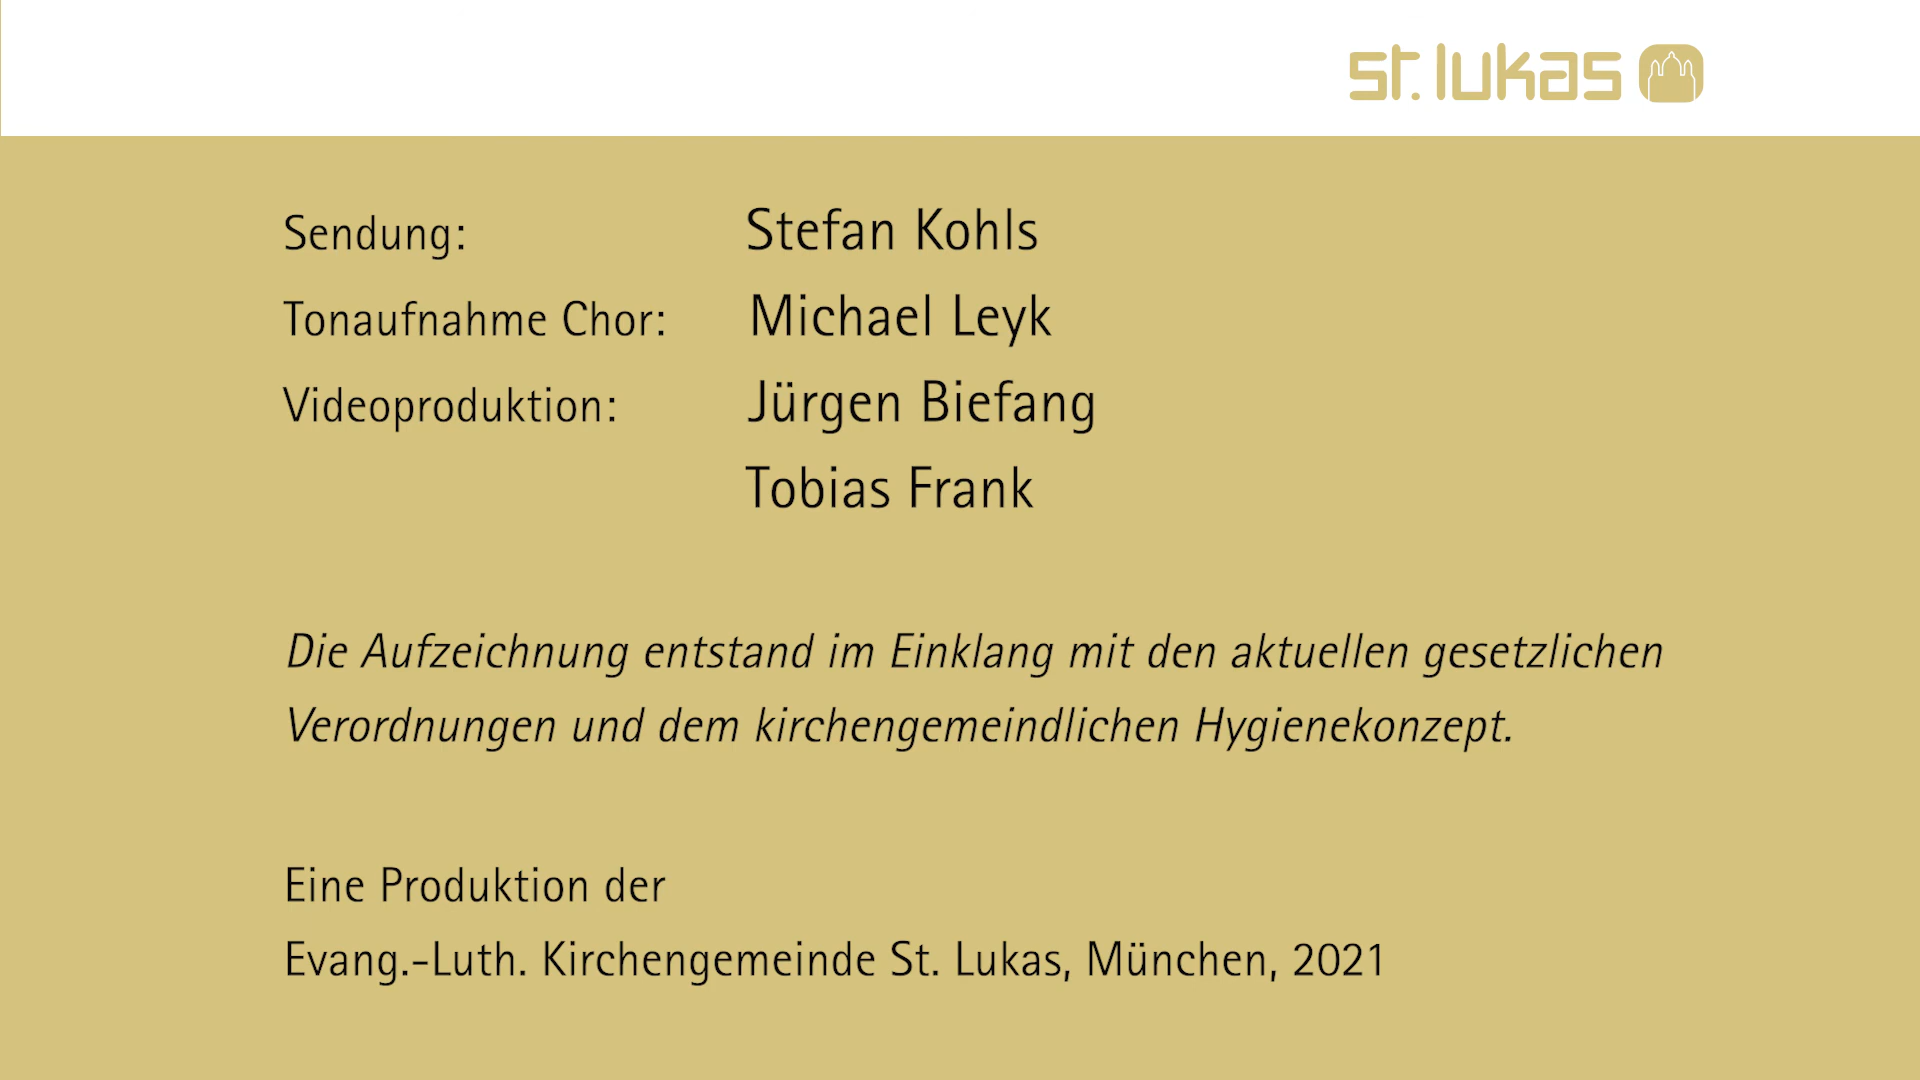 st. lukas
Sendung: Stefan Kohls
Tonaufnahme Chor: Michael Leyk
Videoproduktion: Jürgen Biefang
Tobias Frank
Die Aufzeichnung entstand im Einklang mit den aktuellen gesetzlichen
Verordnungen und dem kirchengemeindlichen Hygienekonzept.
Eine Produktion der
Evang.-Luth. Kirchengemeinde St. Lukas, München, 2021